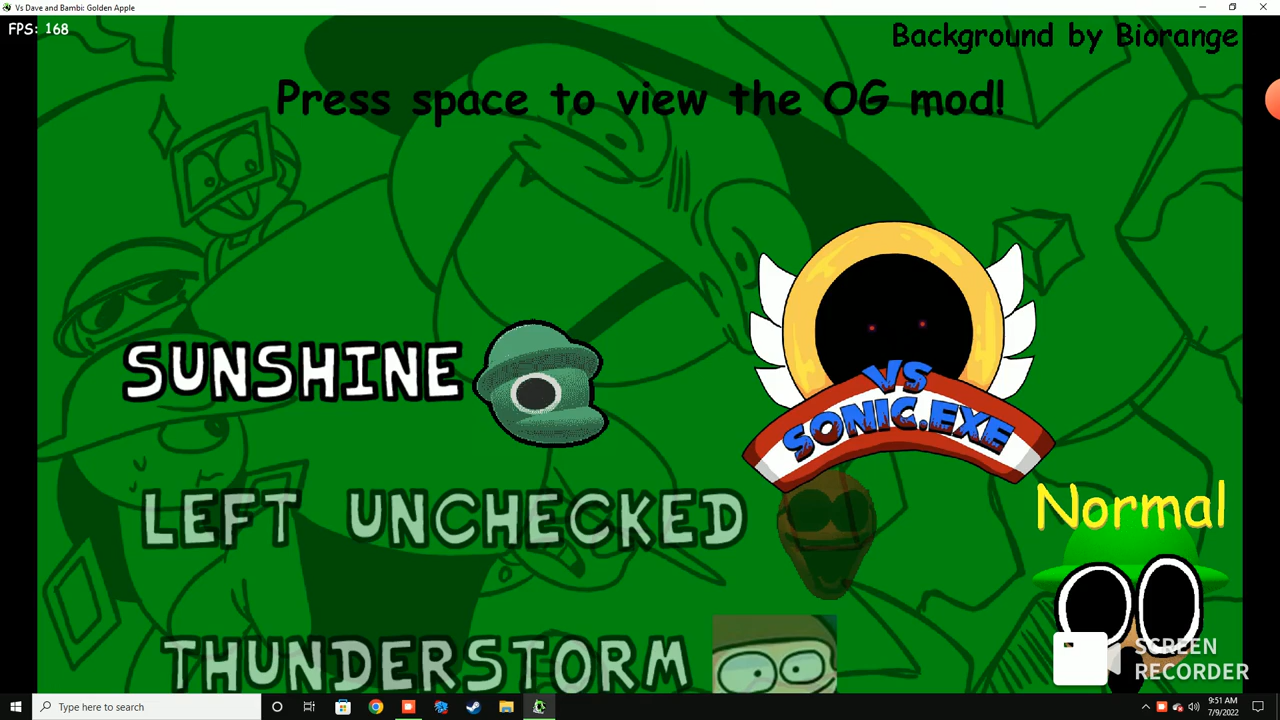 Vs Dave and Bambi: Golden Apple
FPS: 168
Background by Biorange
Press space to view the OG mod!
SUNSHINE
VS
SONIC.EXE
LEFT UNCHECKED
Normal
THUNDERSTORM
SCREEN
RECORDER
Type here to search
9:51 AM
7/9/2022